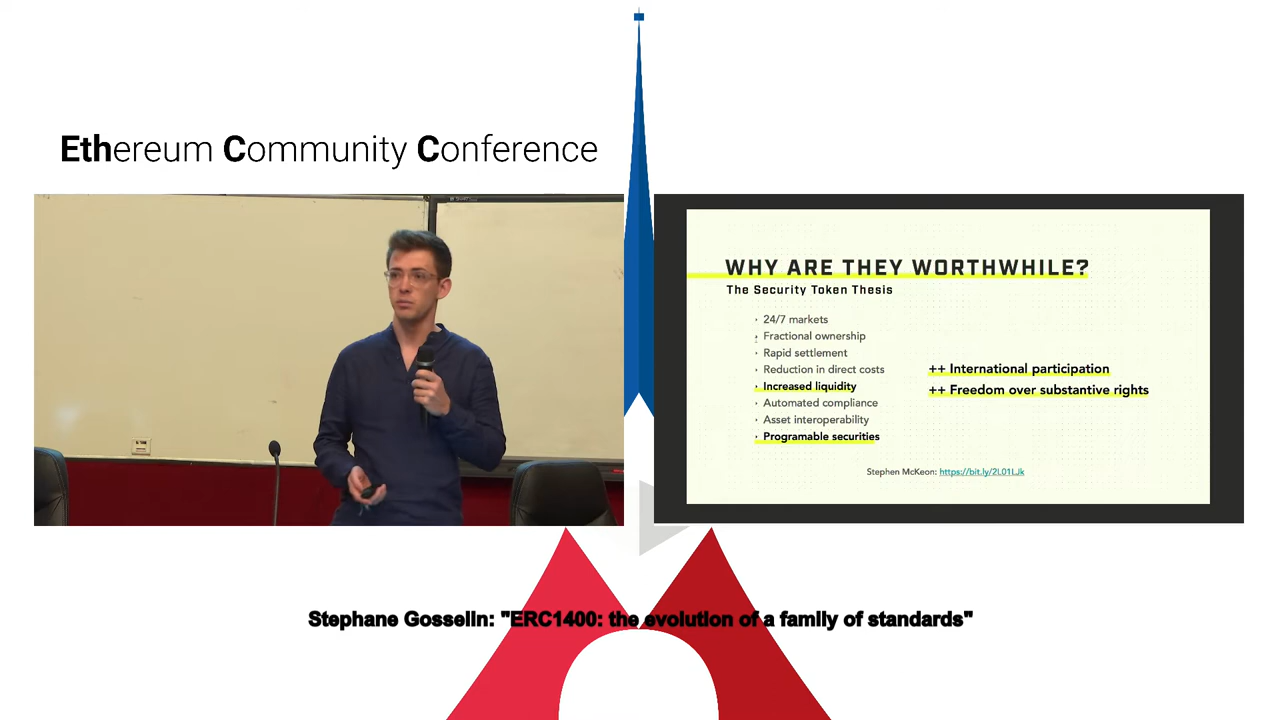 Ethereum Community Conference
WHY ARE THEY WORTHWHILE?
The Security Token Thesis
· 24/7 markets
· Fractional ownership
· Rapid settlement
· Reduction in direct costs
· Increased liquidity
· Automated compliance
· Asset interoperability
· Programable securities
++ International participation
++ Freedom over substantive rights
Stephen McKeon:
Stephane Gosselin: "ERC1400: the evolution of a family of standards"